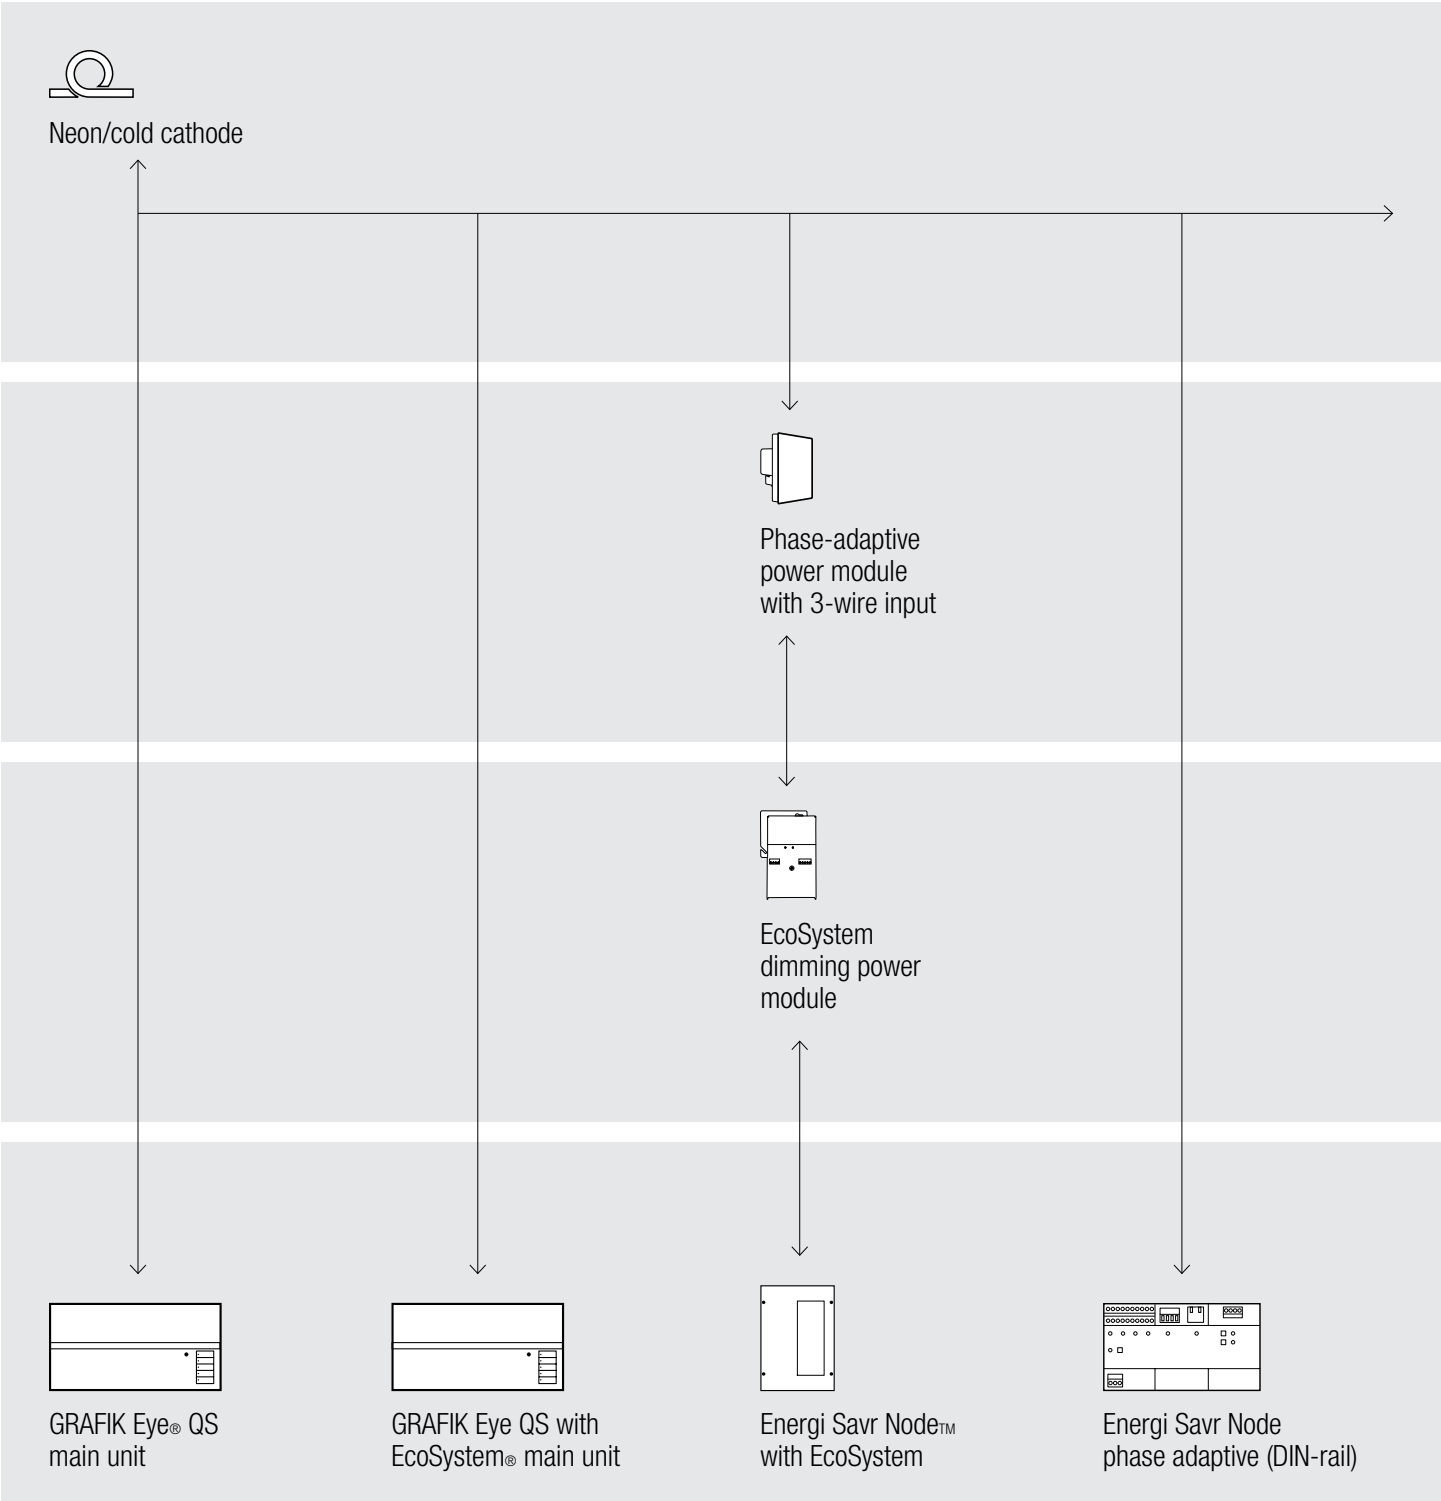 Neon/cold cathode
Phase-adaptive
power module
with 3-wire input
EcoSystem
dimming power
module
GRAFIK Eye® QS
main unit
GRAFIK Eye QS with
EcoSystem® main unit
Energi Savr Node™
with EcoSystem
Energi Savr Node
phase adaptive (DIN-rail)